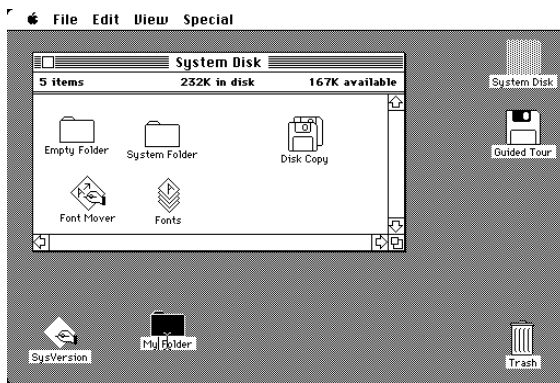 File Edit View Special
System Disk
5 items 232K in disk 167K available
Empty Folder System Folder Disk Copy
Font Mover Fonts
System Disk
Guided Tour
SysVersion My Folder Trash